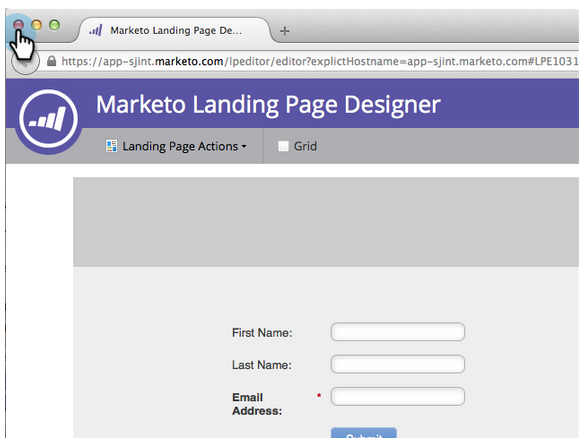 Marketo Landing Page De...
https://app-sjint.marketo.com/lpeditor/editor?explictHostname=app-sjint.marketo.com#LPE1031
Marketo Landing Page Designer
Landing Page Actions
Grid
First Name:
Last Name:
Email
*
Address:
Submit